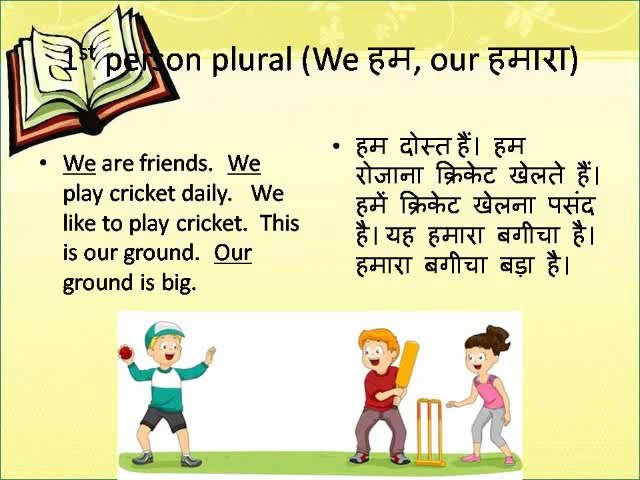 1st person plural (We हम, our हमारा)
• We are friends. We
play cricket daily. We
like to play cricket. This
is our ground. Our
ground is big.
• हम दोस्त हैं। हम
रोजाना क्रिकेट खेलते हैं।
हमें क्रिकेट खेलना पसंद
है। यह हमारा बगीचा है।
हमारा बगीचा बड़ा है।